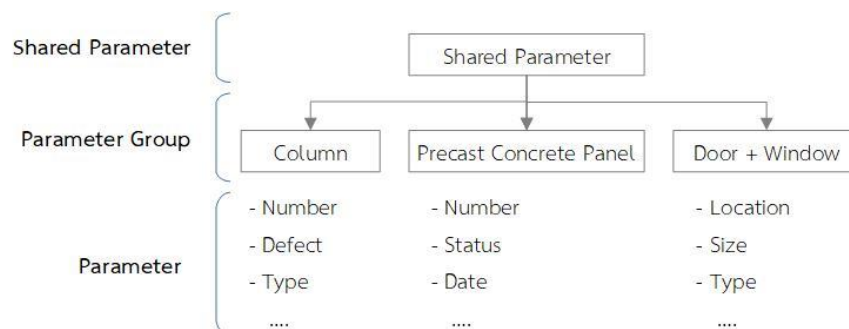 Shared Parameter
Shared Parameter
Parameter Group
Column
Precast Concrete Panel
Door + Window
Parameter
- Number
- Defect
- Type
....
- Number
- Status
- Date
....
- Location
- Size
- Type
....